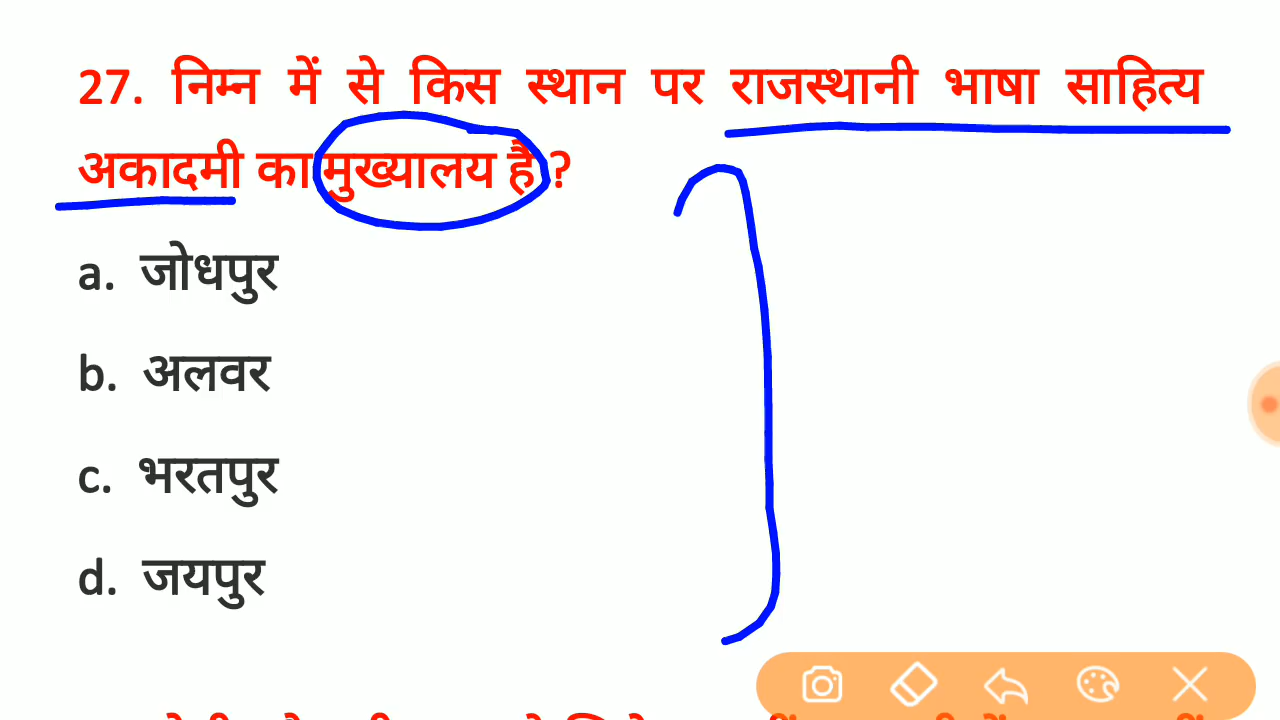 27. निम्न में से किस स्थान पर राजस्थानी भाषा साहित्य
अकादमी का मुख्यालय है ?
a. जोधपुर
b. अलवर
c. भरतपुर
d. जयपुर